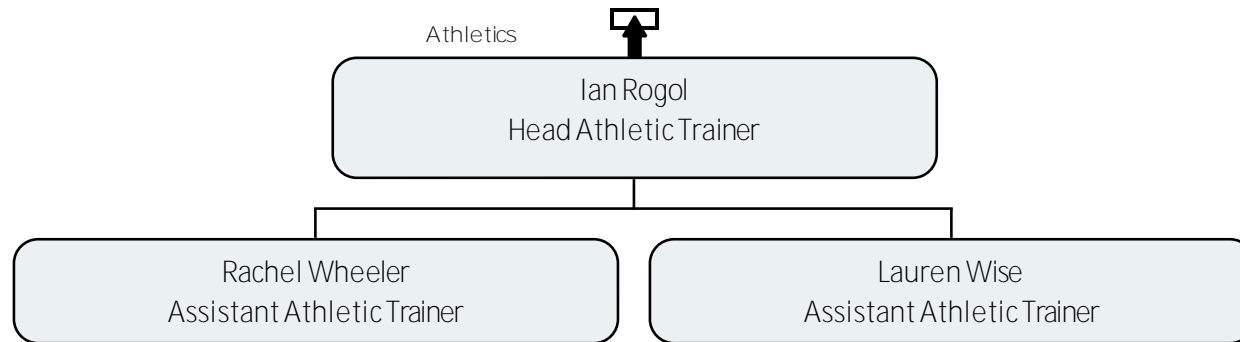 Athletics
Ian Rogol
Head Athletic Trainer
Rachel Wheeler
Assistant Athletic Trainer
Lauren Wise
Assistant Athletic Trainer